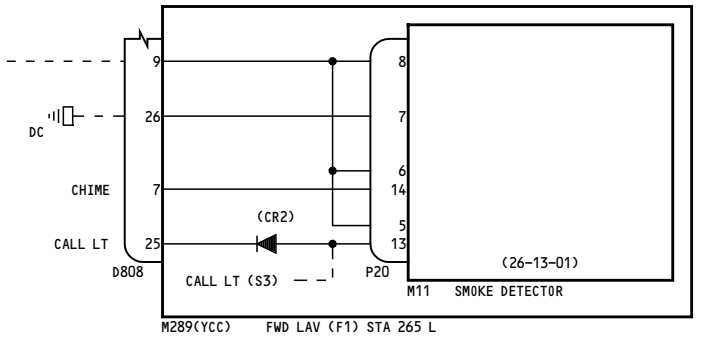 9 8
26 7
DC
6
CHIME 7 14
(CR2)
5
CALL LT 25 13
(26-13-01)
D808 P20
CALL LT (S3)
M11 SMOKE DETECTOR
M289(YCC) FWD LAV (F1) STA 265 L